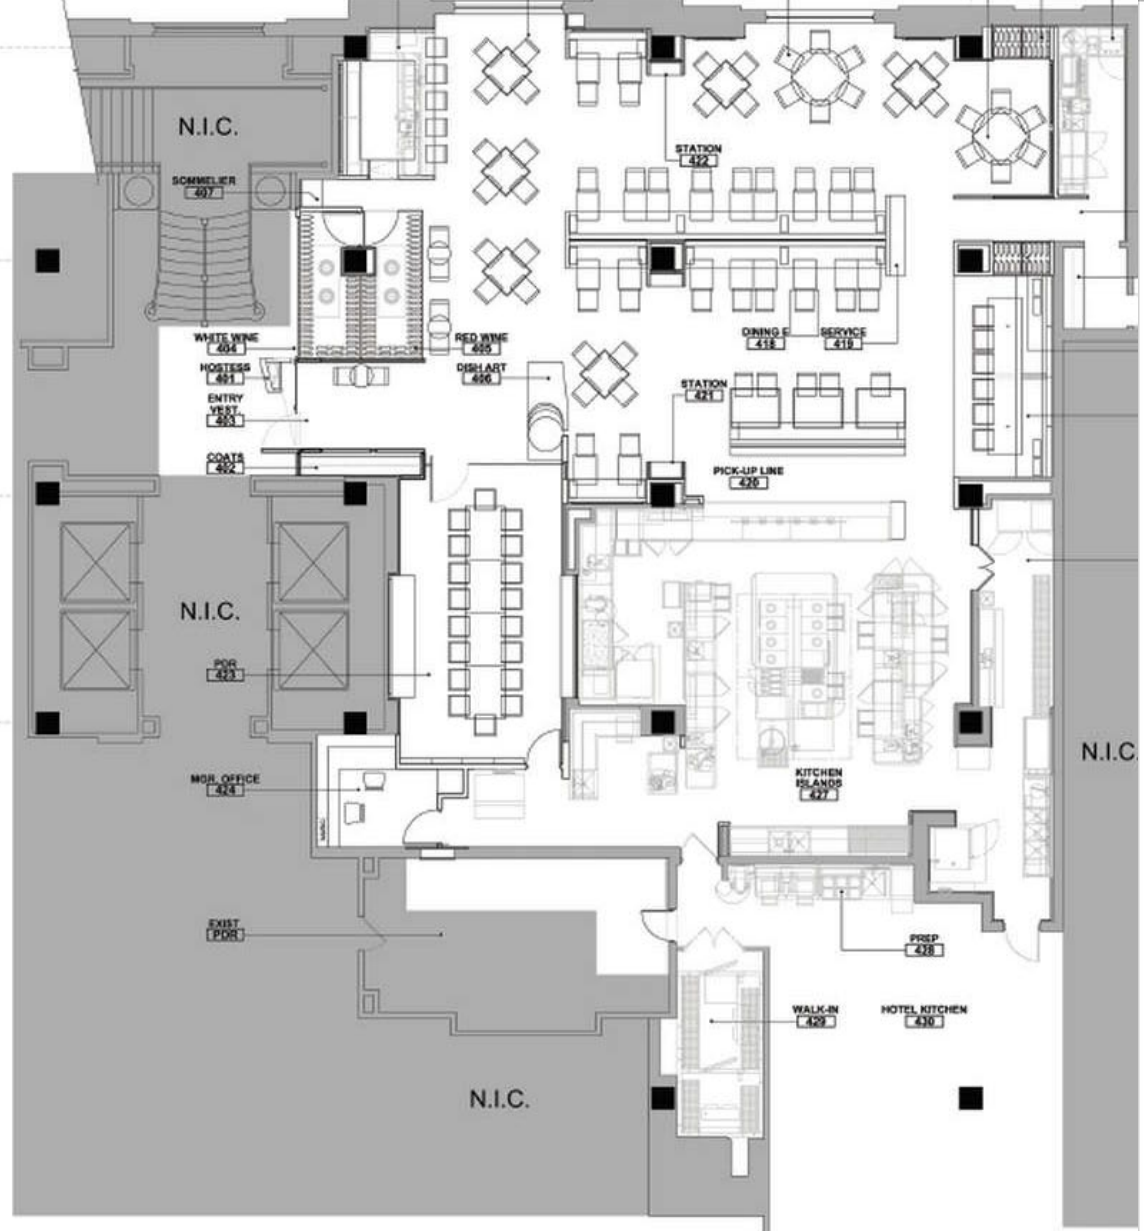 N.I.C.
SOMMELIER
407
STATION
422
WHITE WINE
404
RED WINE
405
HOSTESS
401
DISH ART
406
DINING E
418
SERVICE
419
ENTRY
VEST.
403
STATION
421
COATS
402
PICK-UP LINE
420
N.I.C.
PDR
423
N.I.C.
MGR. OFFICE
424
KITCHEN
ISLANDS
427
EXIST
PDR
PREP
428
WALK-IN
429
HOTEL KITCHEN
430
N.I.C.